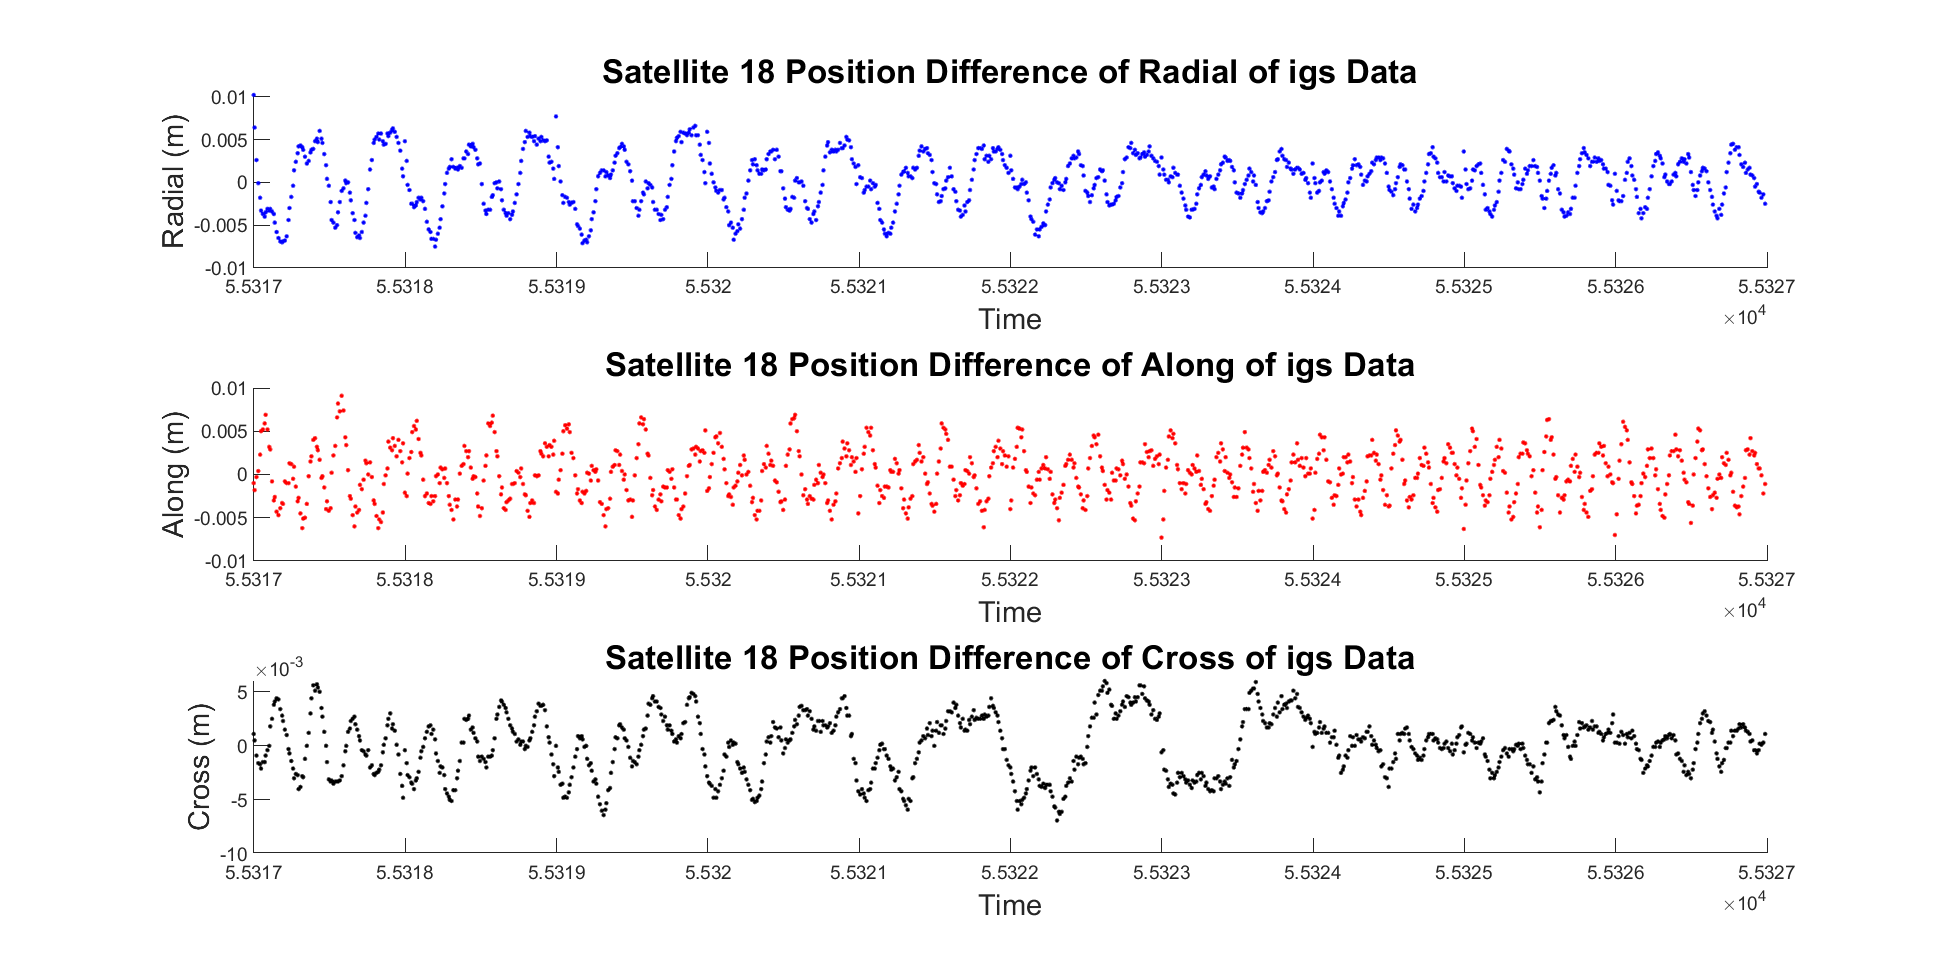 Satellite 18 Position Difference of Radial of igs Data
Radial (m)
0.01
0.005
0
-0.005
-0.01
5.5317 5.5318 5.5319 5.532 5.5321 5.5322 5.5323 5.5324 5.5325 5.5326 5.5327
Time
×10⁴
Satellite 18 Position Difference of Along of igs Data
Along (m)
0.01
0.005
0
-0.005
-0.01
5.5317 5.5318 5.5319 5.532 5.5321 5.5322 5.5323 5.5324 5.5325 5.5326 5.5327
Time
×10⁴
Satellite 18 Position Difference of Cross of igs Data
×10⁻³
Cross (m)
5
0
-5
-10
5.5317 5.5318 5.5319 5.532 5.5321 5.5322 5.5323 5.5324 5.5325 5.5326 5.5327
Time
×10⁴